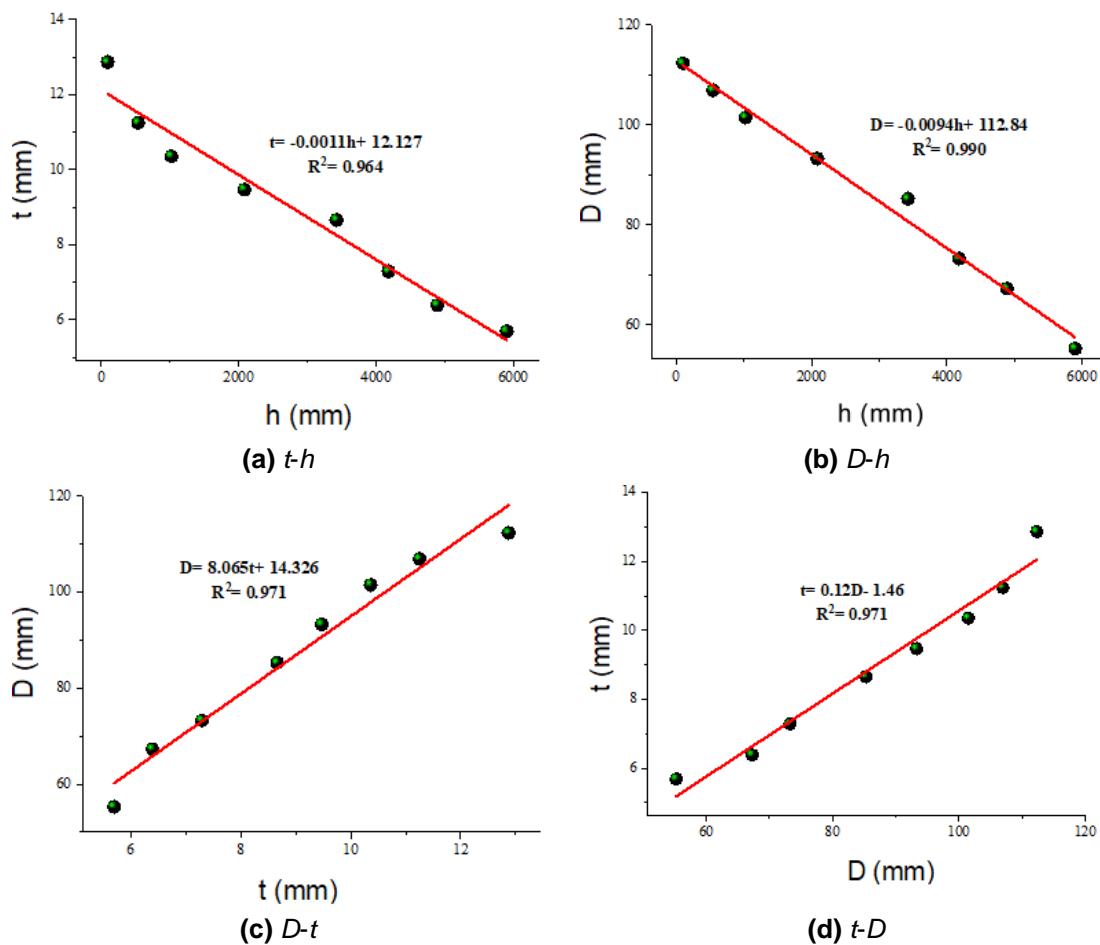 t (mm)
14
12
10
8
6
t= -0.0011h+ 12.127
R²= 0.964
0
2000
4000
6000
h (mm)
(a) t-h
D (mm)
120
100
80
60
D= -0.0094h+ 112.84
R²= 0.990
0
2000
4000
6000
h (mm)
(b) D-h
D (mm)
120
100
80
60
D= 8.065t+ 14.326
R²= 0.971
6
8
10
12
t (mm)
(c) D-t
t (mm)
14
12
10
8
6
t= 0.12D- 1.46
R²= 0.971
60
80
100
120
D (mm)
(d) t-D